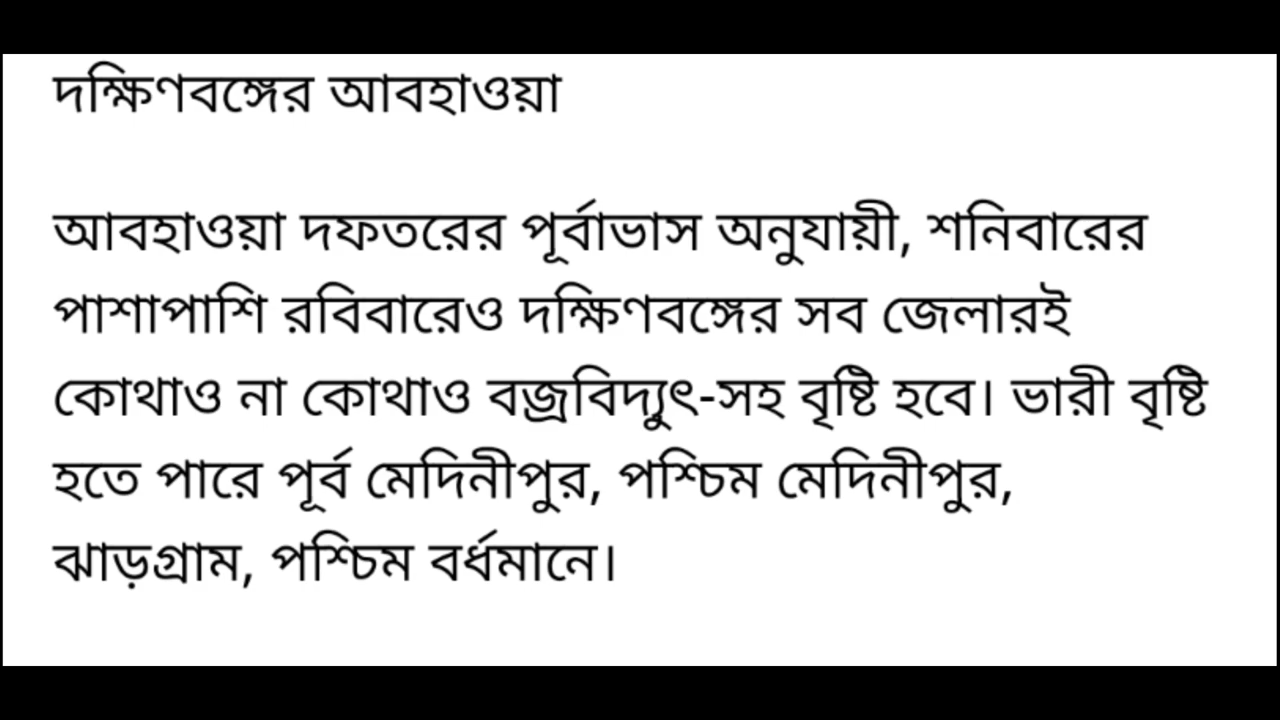 দক্ষিণবঙ্গের আবহাওয়া
আবহাওয়া দফতরের পূর্বাভাস অনুযায়ী, শনিবারের
পাশাপাশি রবিবারেও দক্ষিণবঙ্গের সব জেলারই
কোথাও না কোথাও বজ্রবিদ্যুৎ-সহ বৃষ্টি হবে। ভারী বৃষ্টি
হতে পারে পূর্ব মেদিনীপুর, পশ্চিম মেদিনীপুর,
ঝাড়গ্রাম, পশ্চিম বর্ধমানে।